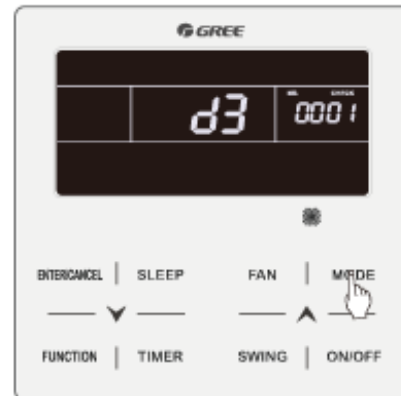 GREE
d3 0001
ENTER/CANCEL | SLEEP FAN | MODE
FUNCTION | TIMER SWING | ON/OFF